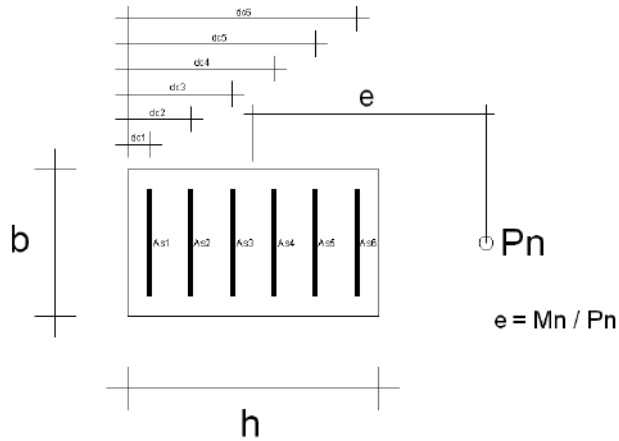 dc6
dc5
dc4
dc3
dc2
dc1
e
b
As1 As2 As3 As4 As5 As6
Pn
e = Mn / Pn
h